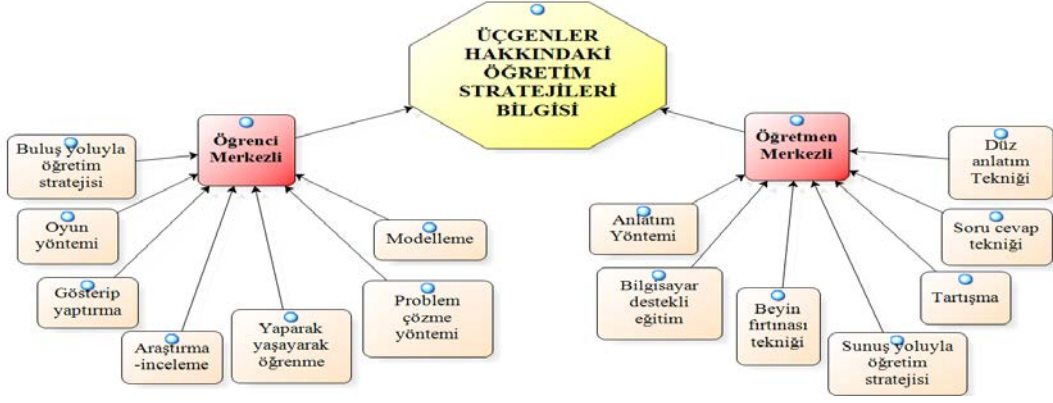 ÜÇGENLER
HAKKINDAKİ
ÖĞRETİM
STRATEJİLERİ
BİLGİSİ
Öğrenci
Merkezli
Buluş yoluyla
öğretim
stratejisi
Oyun
yöntemi
Gösterip
yaptırma
Araştırma
-inceleme
Yaparak
yaşayarak
öğrenme
Problem
çözme
yöntemi
Modelleme
Öğretmen
Merkezli
Anlatım
Yöntemi
Bilgisayar
destekli
eğitim
Beyin
fırtınası
tekniği
Sunuş yoluyla
öğretim
stratejisi
Tartışma
Soru cevap
tekniği
Düz
anlatım
Tekniği